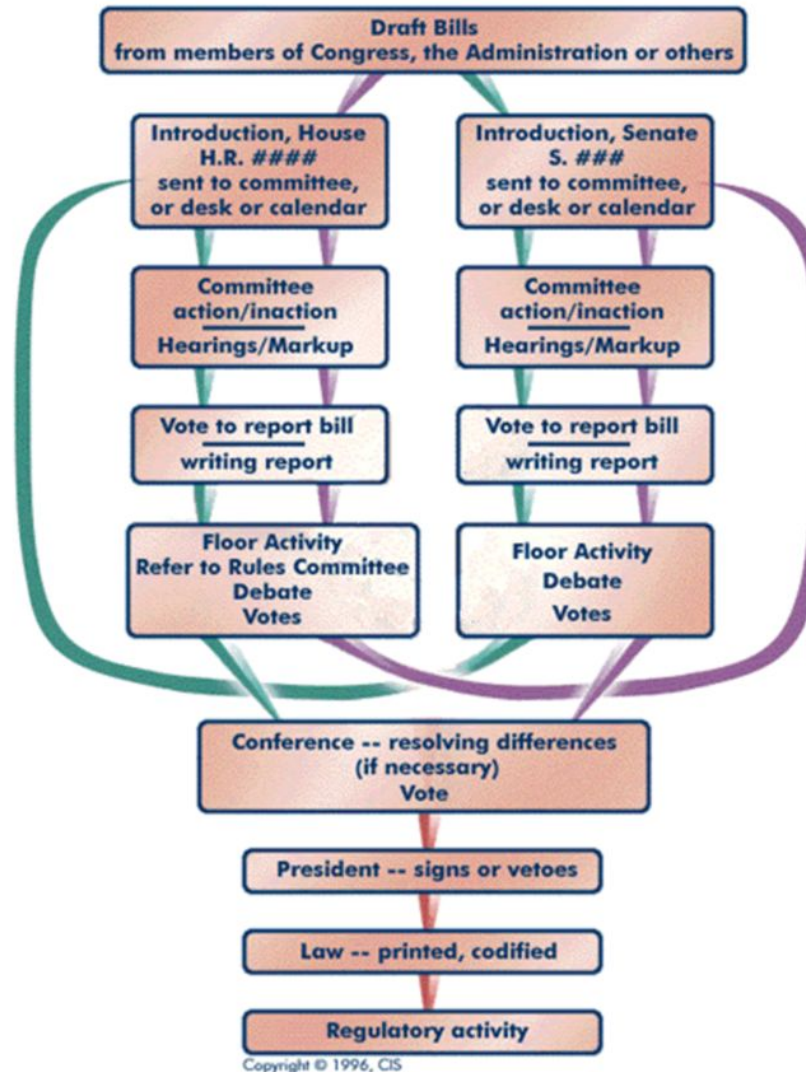 Draft Bills
from members of Congress, the Administration or others
Introduction, House
H.R. ####
sent to committee,
or desk or calendar
Introduction, Senate
S. ###
sent to committee,
or desk or calendar
Committee
action/inaction
Hearings/Markup
Committee
action/inaction
Hearings/Markup
Vote to report bill
writing report
Vote to report bill
writing report
Floor Activity
Refer to Rules Committee
Debate
Votes
Floor Activity
Debate
Votes
Conference -- resolving differences
(if necessary)
Vote
President -- signs or vetoes
Law -- printed, codified
Regulatory activity
Copyright © 1996, CIS